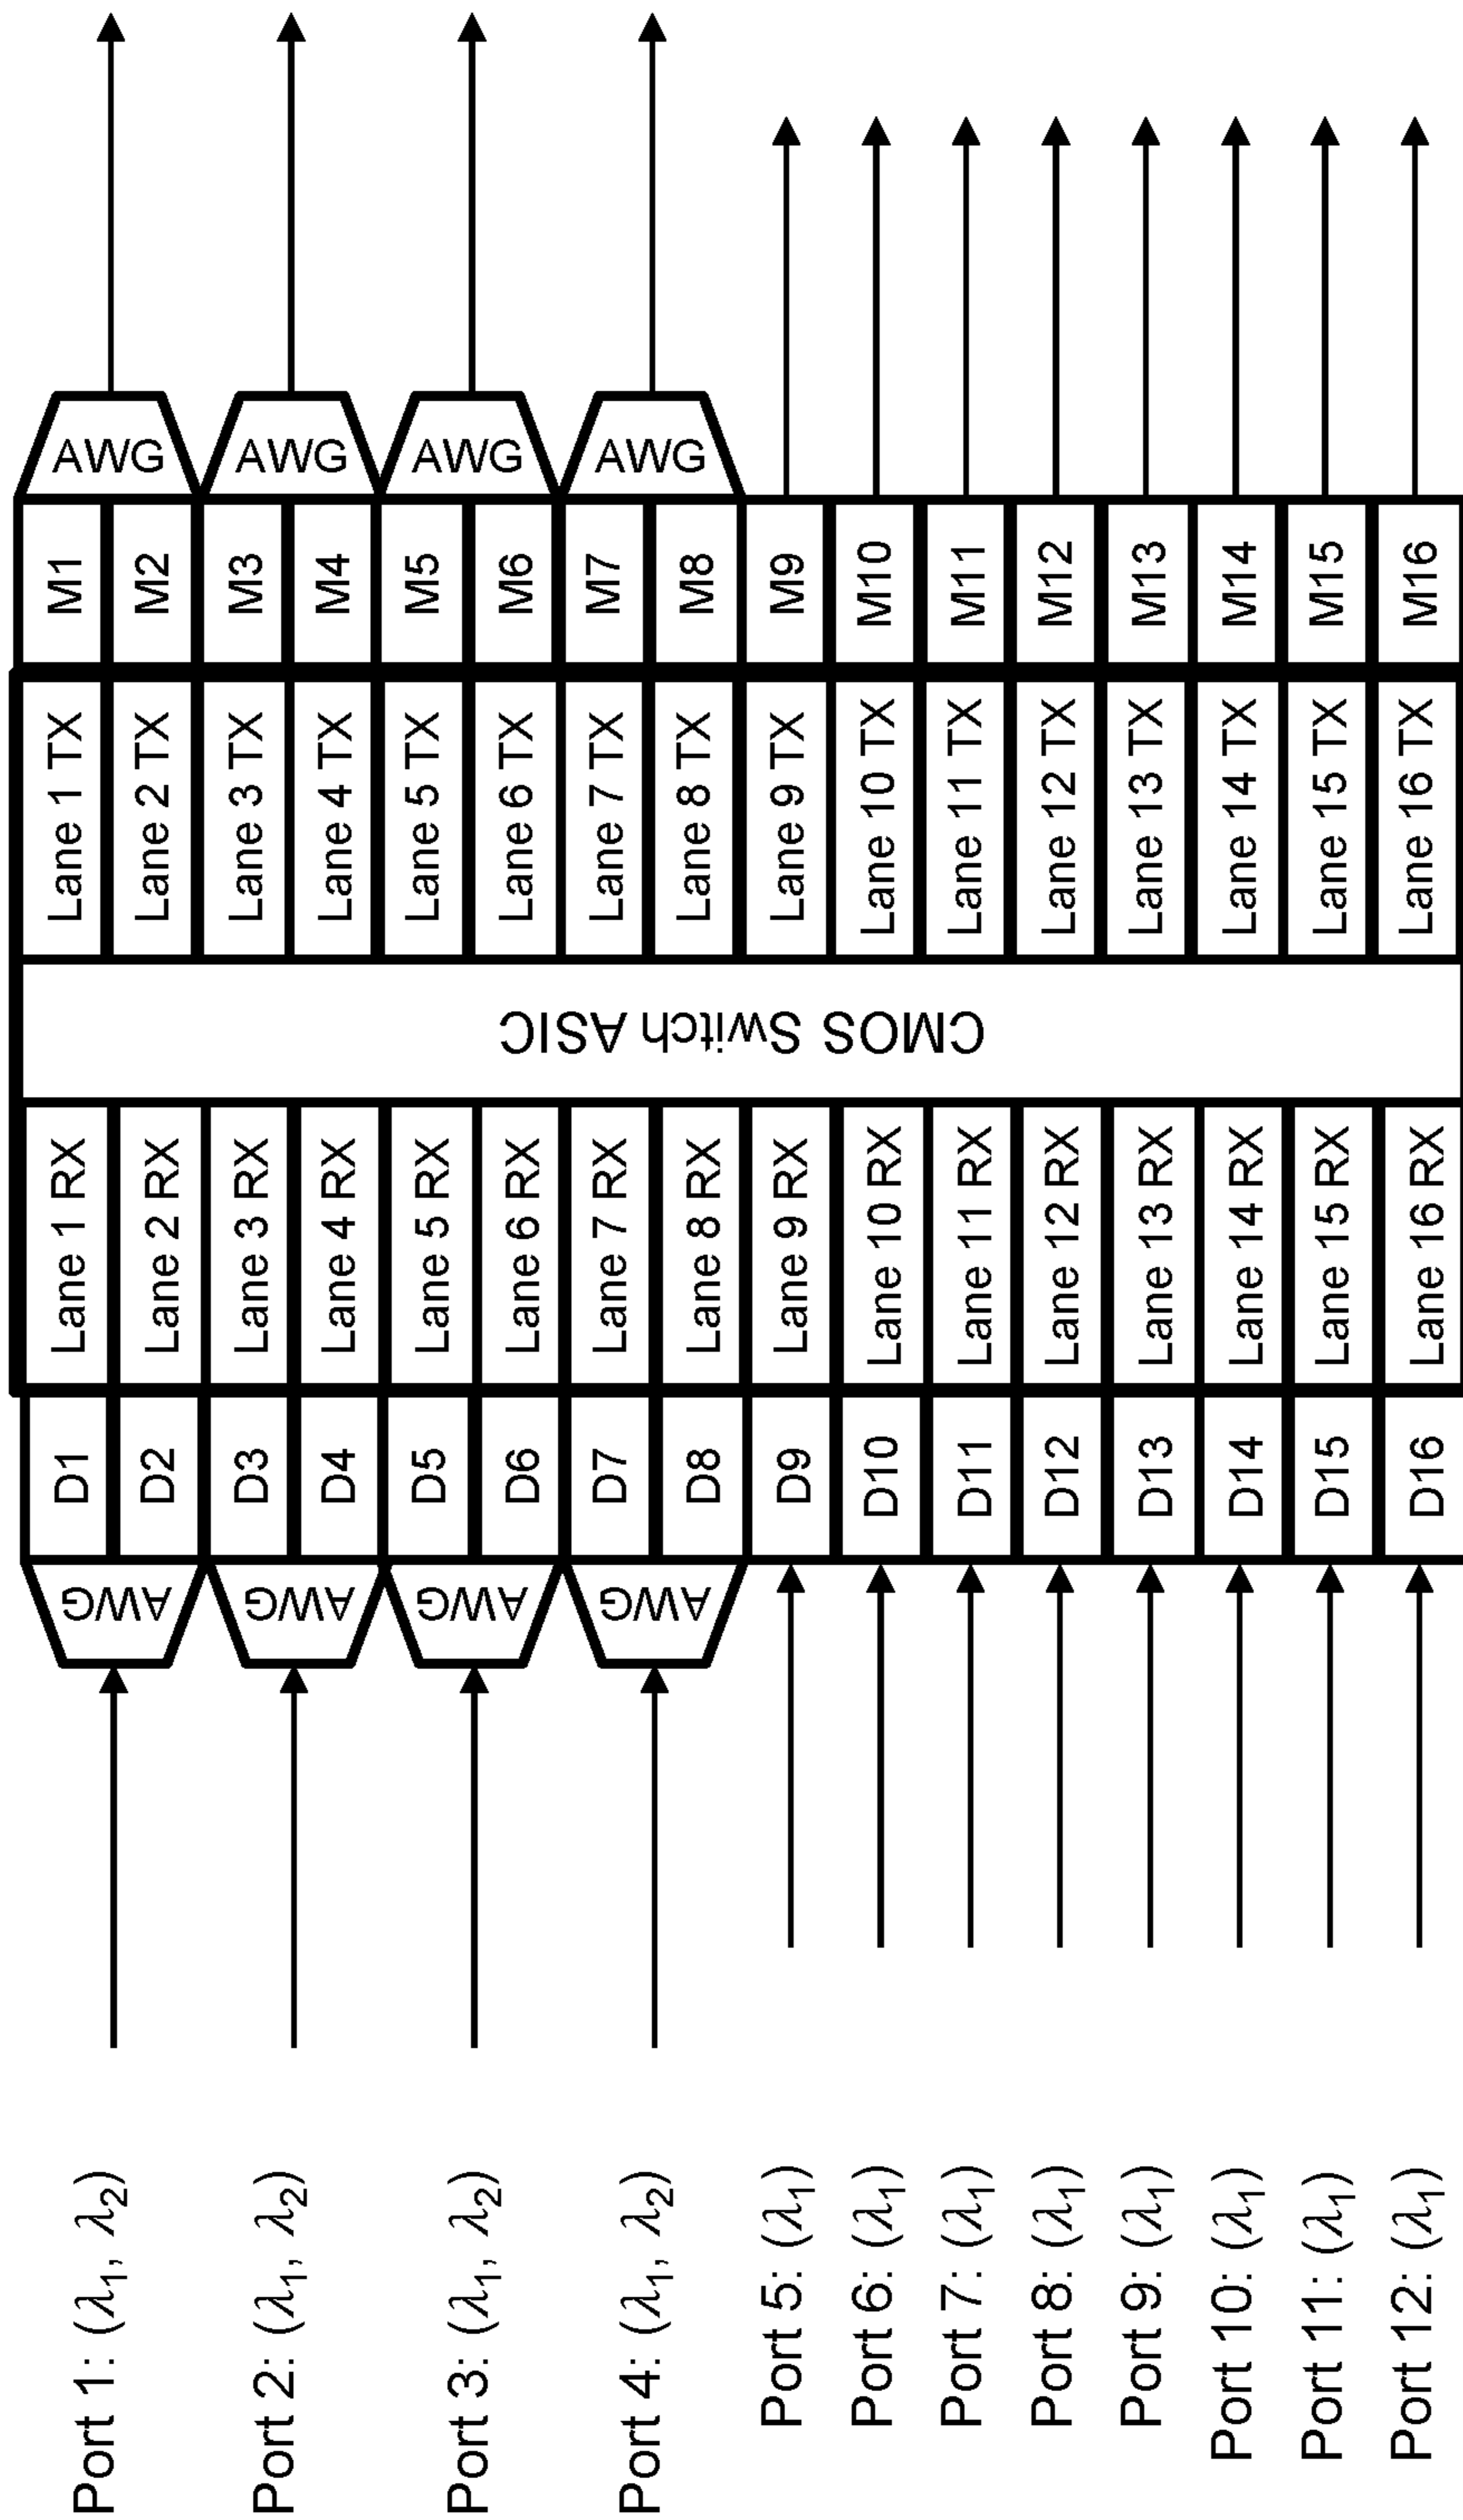 Port 1: (λ1, λ2)
Port 2: (λ1, λ2)
Port 3: (λ1, λ2)
Port 4: (λ1, λ2)
Port 5: (λ1)
Port 6: (λ1)
Port 7: (λ1)
Port 8: (λ1)
Port 9: (λ1)
Port 10: (λ1)
Port 11: (λ1)
Port 12: (λ1)
AWG
AWG
AWG
AWG
D1
D2
D3
D4
D5
D6
D7
D8
D9
D10
D11
D12
D13
D14
D15
D16
Lane 1 RX
Lane 2 RX
Lane 3 RX
Lane 4 RX
Lane 5 RX
Lane 6 RX
Lane 7 RX
Lane 8 RX
Lane 9 RX
Lane 10 RX
Lane 11 RX
Lane 12 RX
Lane 13 RX
Lane 14 RX
Lane 15 RX
Lane 16 RX
CMOS Switch ASIC
Lane 1 TX
Lane 2 TX
Lane 3 TX
Lane 4 TX
Lane 5 TX
Lane 6 TX
Lane 7 TX
Lane 8 TX
Lane 9 TX
Lane 10 TX
Lane 11 TX
Lane 12 TX
Lane 13 TX
Lane 14 TX
Lane 15 TX
Lane 16 TX
M1
M2
M3
M4
M5
M6
M7
M8
M9
M10
M11
M12
M13
M14
M15
M16
AWG
AWG
AWG
AWG